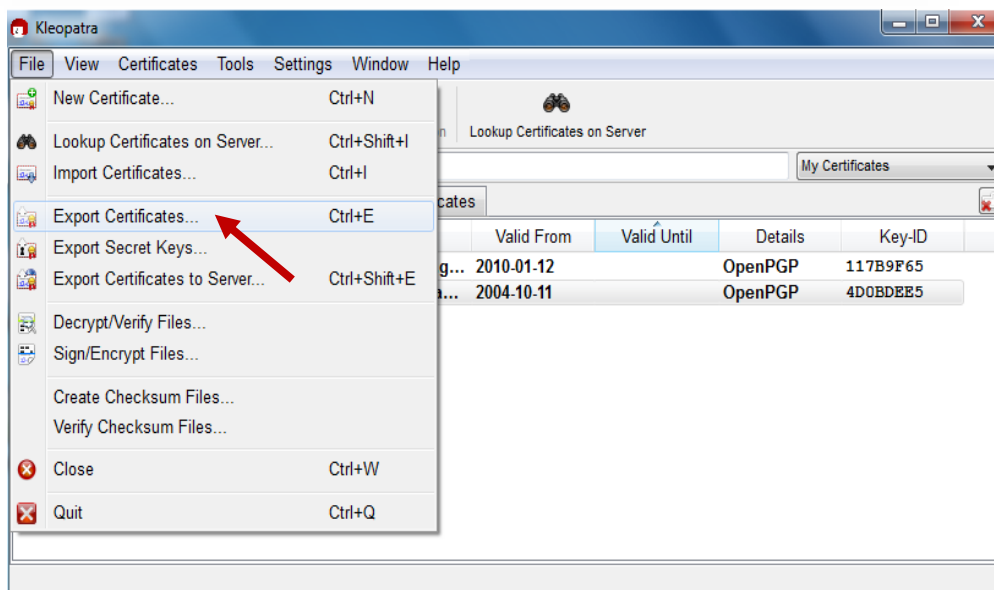 Kleopatra
File View Certificates Tools Settings Window Help
New Certificate... Ctrl+N
Lookup Certificates on Server... Ctrl+Shift+I
Import Certificates... Ctrl+I
Export Certificates... Ctrl+E
Export Secret Keys...
Export Certificates to Server... Ctrl+Shift+E
Decrypt/Verify Files...
Sign/Encrypt Files...
Create Checksum Files...
Verify Checksum Files...
Close Ctrl+W
Quit Ctrl+Q
Lookup Certificates on Server
My Certificates
cates
Valid From Valid Until Details Key-ID
g... 2010-01-12 OpenPGP 117B9F65
a... 2004-10-11 OpenPGP 4D0BDEE5